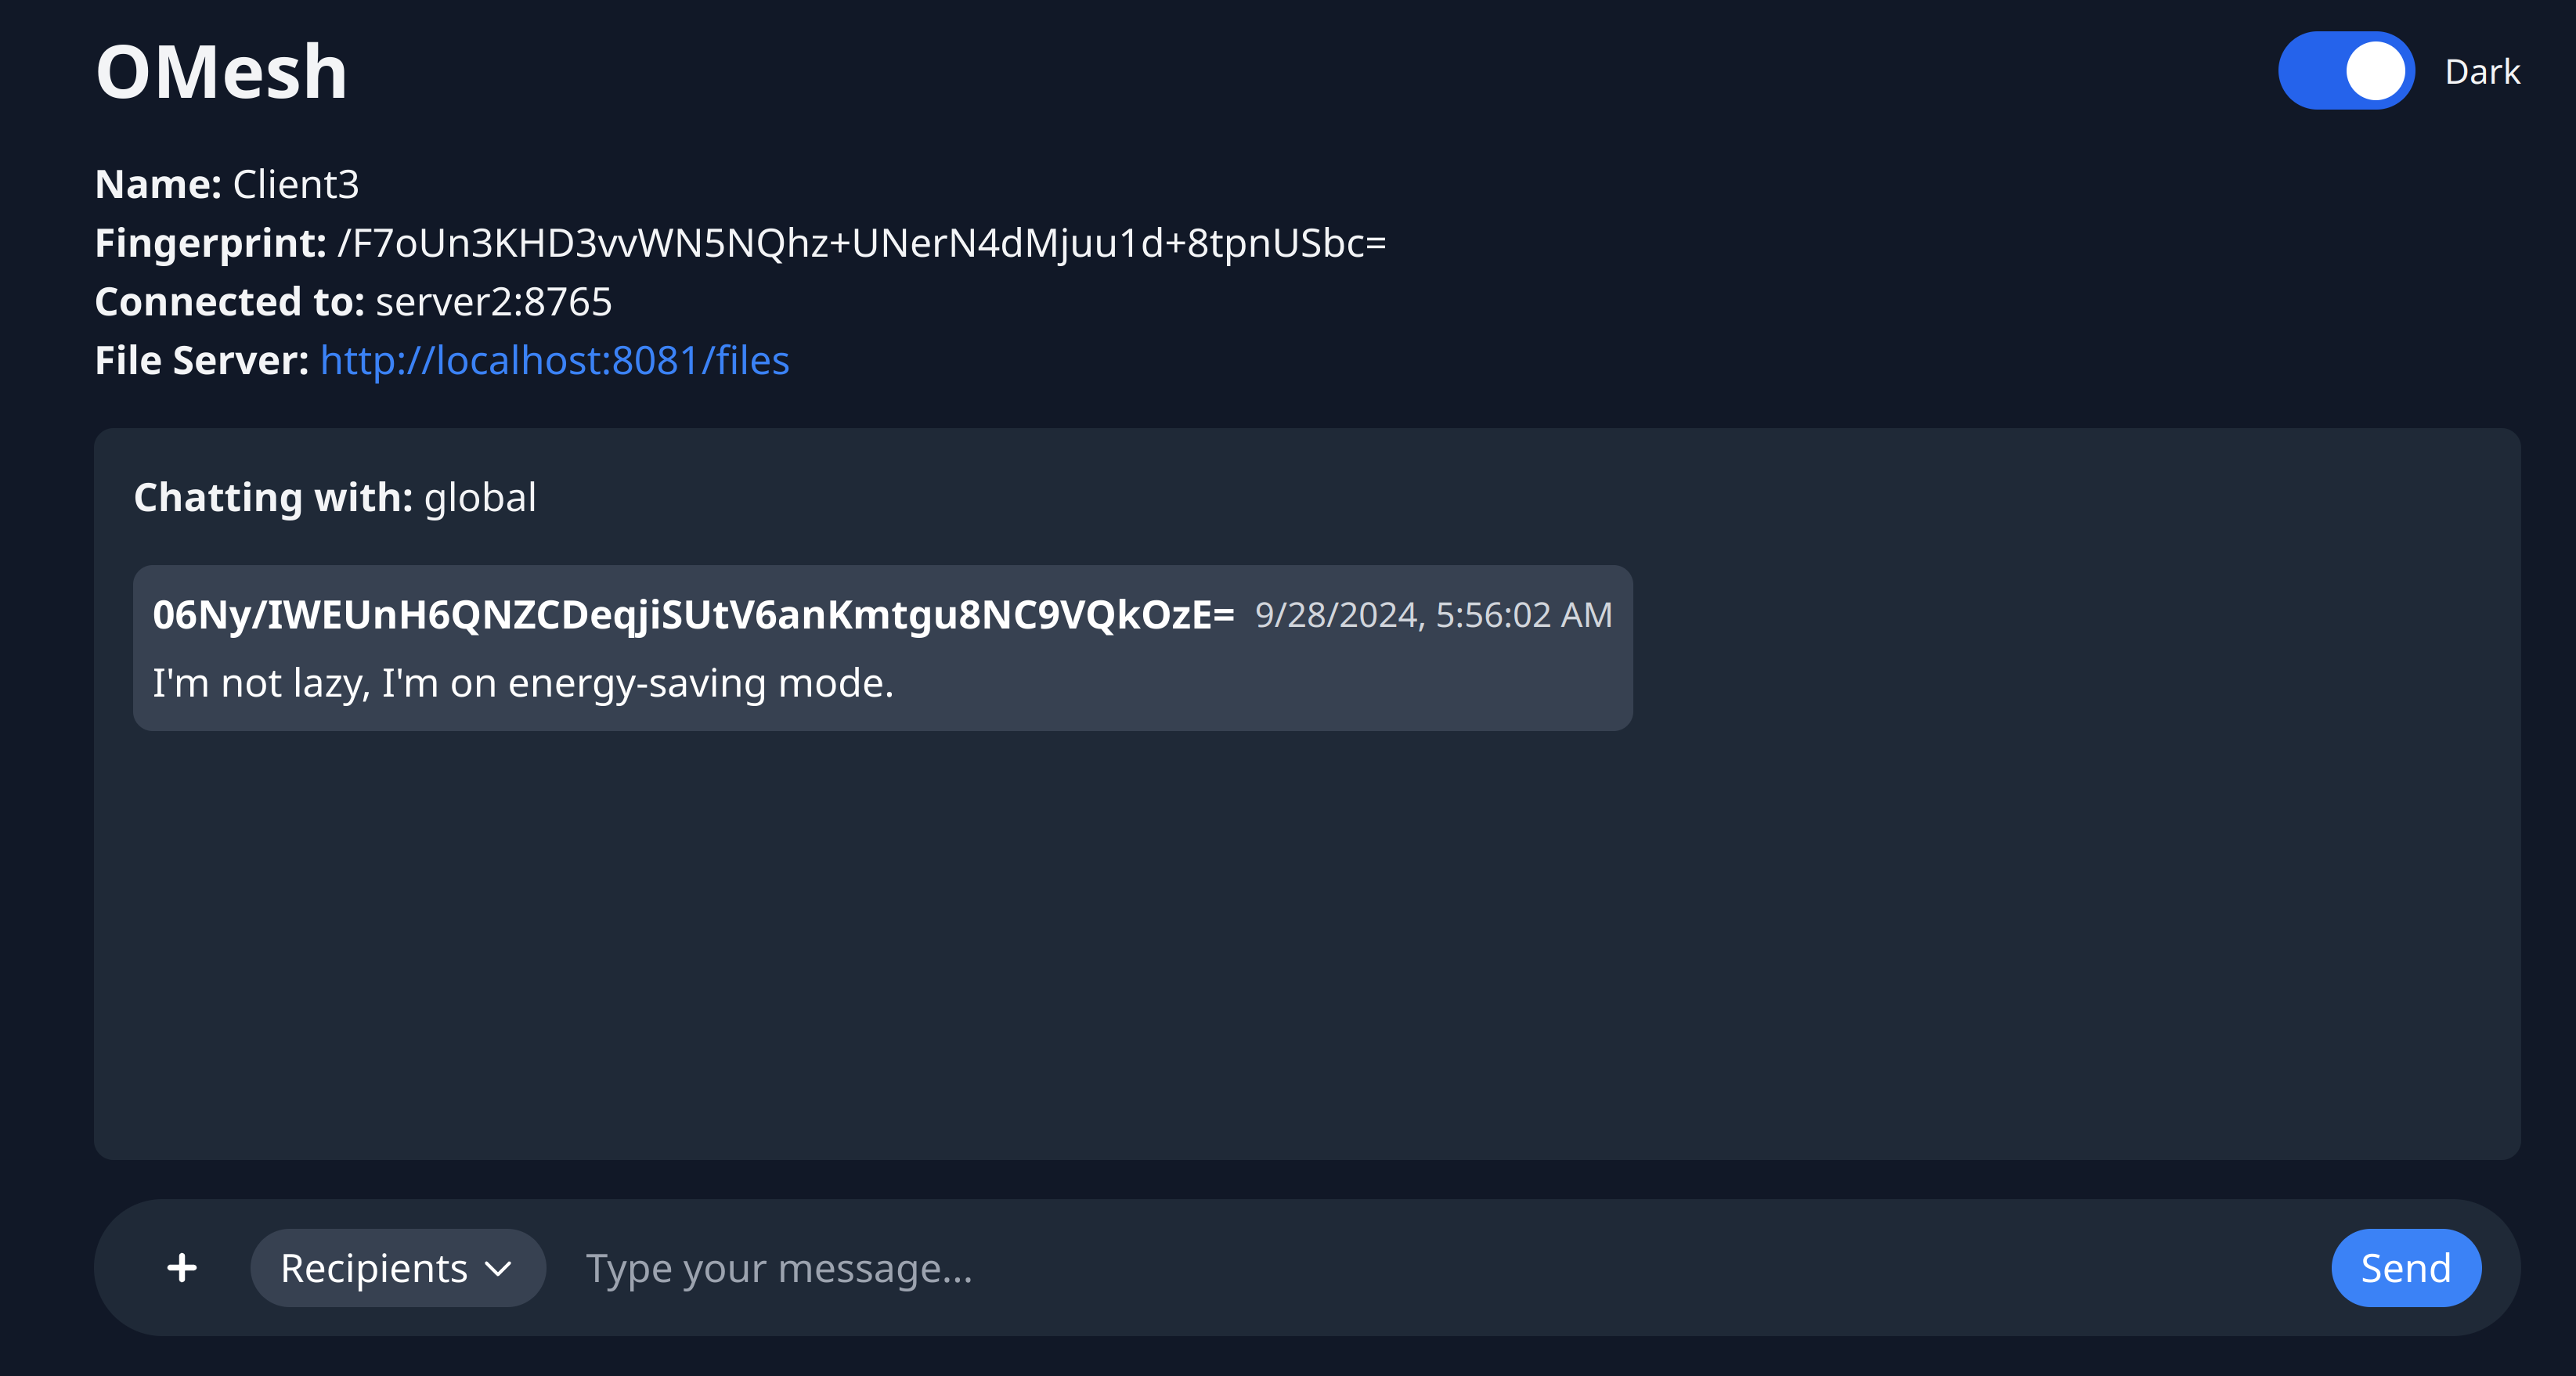 OMesh
Dark
Name: Client3
Fingerprint: /F7oUn3KHD3vvWN5NQhz+UNerN4dMjuu1d+8tpnUSbc=
Connected to: server2:8765
File Server: http://localhost:8081/files
Chatting with: global
06Ny/IWEUnH6QNZCDeqjiSUtV6anKmtgu8NC9VQkOzE= 9/28/2024, 5:56:02 AM
I'm not lazy, I'm on energy-saving mode.
+ Recipients Type your message... Send